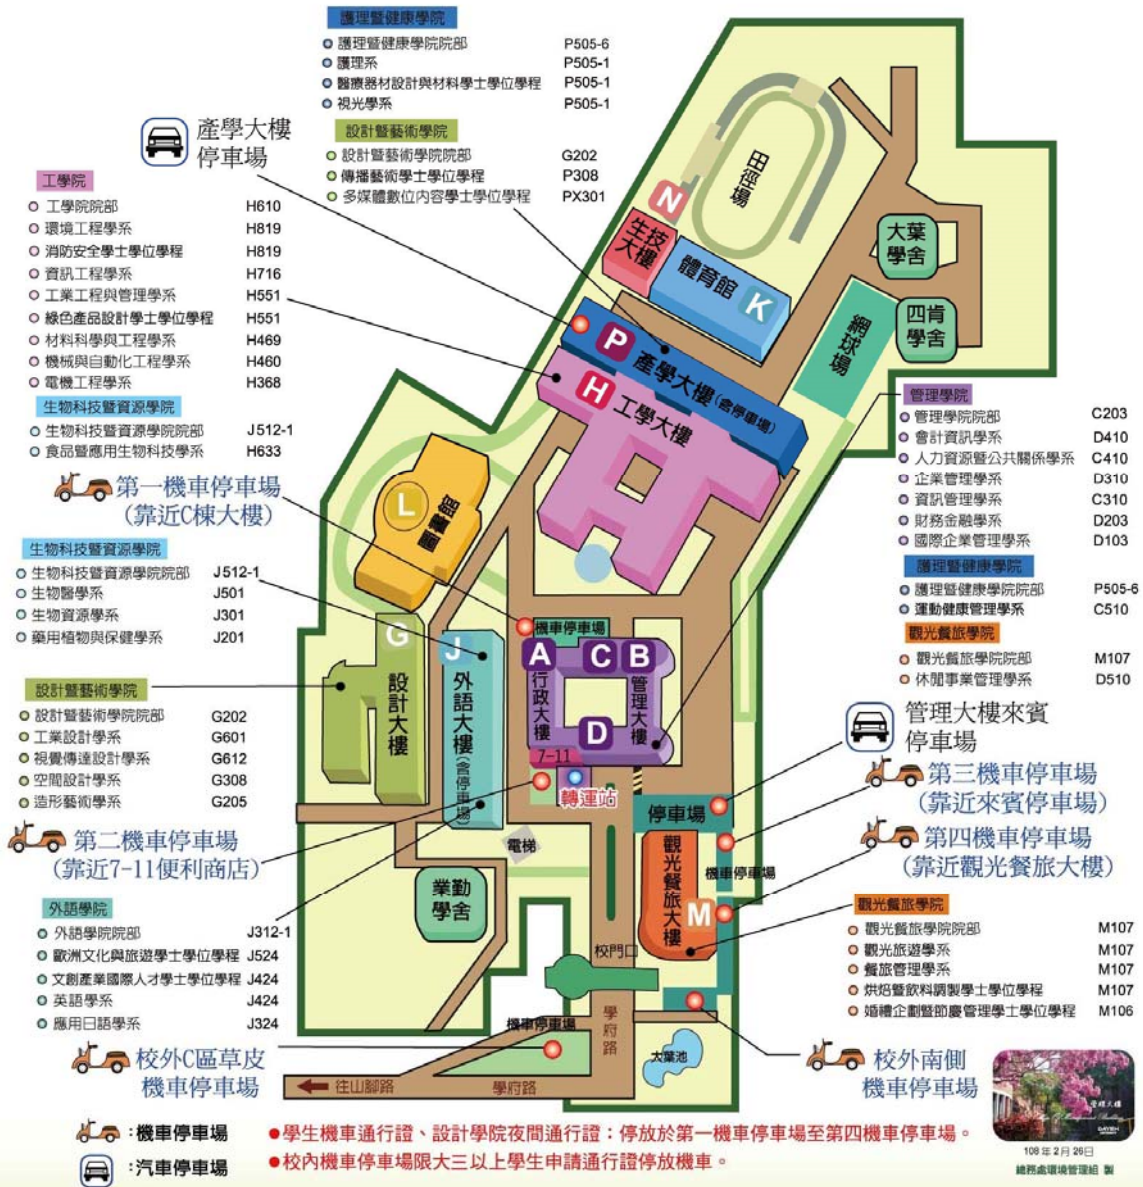 護理暨健康學院
護理暨健康學院院部 P505-6
護理系 P505-1
醫療器材設計與材料學士學位學程 P505-1
視光學系 P505-1
設計暨藝術學院
設計暨藝術學院院部 G202
傳播藝術學士學位學程 P308
多媒體數位內容學士學位學程 PX301
產學大樓
停車場
工學院
工學院院部 H610
環境工程學系 H819
消防安全學士學位學程 H819
資訊工程學系 H716
工業工程與管理學系 H551
綠色產品設計學士學位學程 H551
材料科學與工程學系 H469
機械與自動化工程學系 H460
電機工程學系 H368
生物科技暨資源學院
生物科技暨資源學院院部 J512-1
食品暨應用生物科技學系 H633
第一機車停車場
(靠近C棟大樓)
生物科技暨資源學院
生物科技暨資源學院院部 J512-1
生物醫學系 J501
生物資源學系 J301
藥用植物與保健學系 J201
設計暨藝術學院
設計暨藝術學院院部 G202
工業設計學系 G601
視覺傳達設計學系 G612
空間設計學系 G308
造形藝術學系 G205
第二機車停車場
(靠近7-11便利商店)
外語學院
外語學院院部 J312-1
歐洲文化與旅遊學士學位學程 J524
文創產業國際人才學士學位學程 J424
英語學系 J424
應用日語學系 J324
校外C區草皮
機車停車場
田徑場
N
生技
大樓
體育館
K
大葉
學舍
四肯
學舍
網球場
P
產學大樓(含停車場)
H
工學大樓
L
圖書館
G
設計大樓
J
外語大樓(含停車場)
機車停車場
A
行政大樓
C
B
管理大樓
D
7-11
轉運站
停車場
電梯
業勤
學舍
觀光餐旅大樓
M
機車停車場
校門口
機車停車場
學府路
大葉池
往山腳路
學府路
管理學院
管理學院院部 C203
會計資訊學系 D410
人力資源暨公共關係學系 C410
企業管理學系 D310
資訊管理學系 C310
財務金融學系 D203
國際企業管理學系 D103
護理暨健康學院
護理暨健康學院院部 P505-6
運動健康管理學系 C510
觀光餐旅學院
觀光餐旅學院院部 M107
休閒事業管理學系 D510
管理大樓來賓
停車場
第三機車停車場
(靠近來賓停車場)
第四機車停車場
(靠近觀光餐旅大樓)
觀光餐旅學院
觀光餐旅學院院部 M107
觀光旅遊學系 M107
餐旅管理學系 M107
烘焙暨飲料調製學士學位學程 M107
婚禮企劃暨節慶管理學士學位學程 M106
校外南側
機車停車場
:機車停車場
:汽車停車場
●學生機車通行證、設計學院夜間通行證:停放於第一機車停車場至第四機車停車場。
●校內機車停車場限大三以上學生申請通行證停放機車。
管理大樓
108年2月26日
總務處環境管理組 製